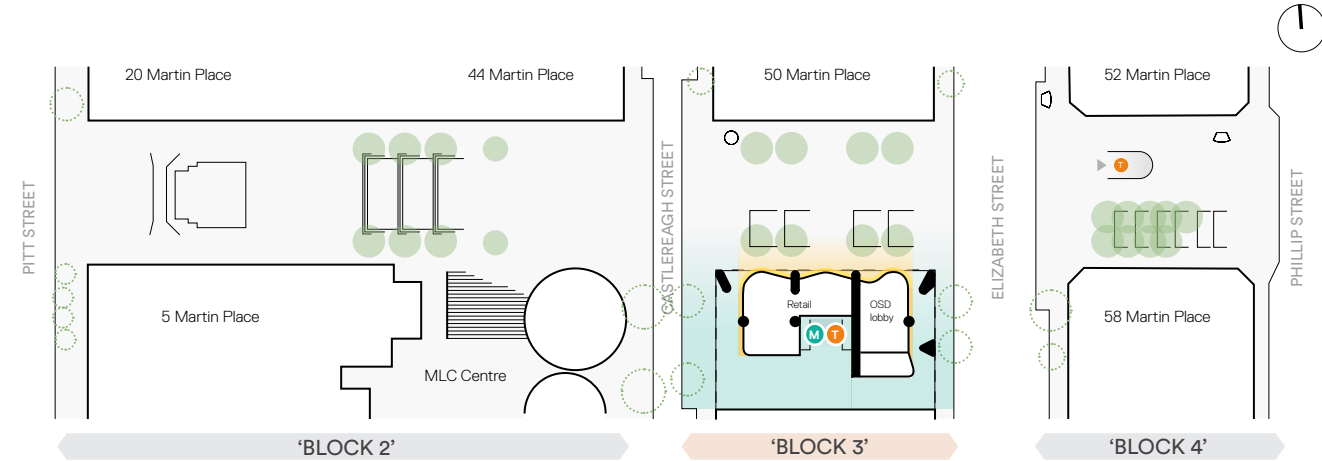 20 Martin Place
44 Martin Place
50 Martin Place
52 Martin Place
PITT STREET
CASTLEREAGH STREET
ELIZABETH STREET
PHILLIP STREET
T
5 Martin Place
MLC Centre
Retail
OSD
lobby
M
T
58 Martin Place
‘BLOCK 2’
‘BLOCK 3’
‘BLOCK 4’